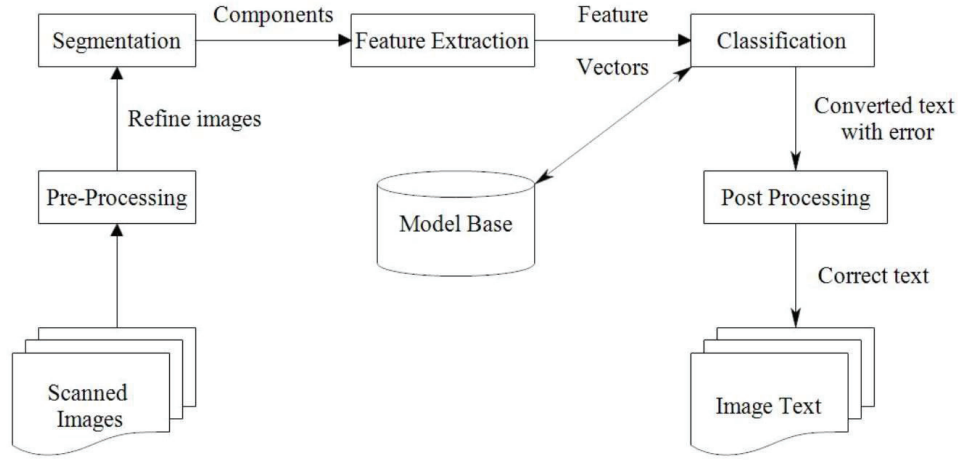 Components
Feature
Segmentation
Feature Extraction
Classification
Vectors
Refine images
Converted text
with error
Pre-Processing
Model Base
Post Processing
Correct text
Scanned
Images
Image Text